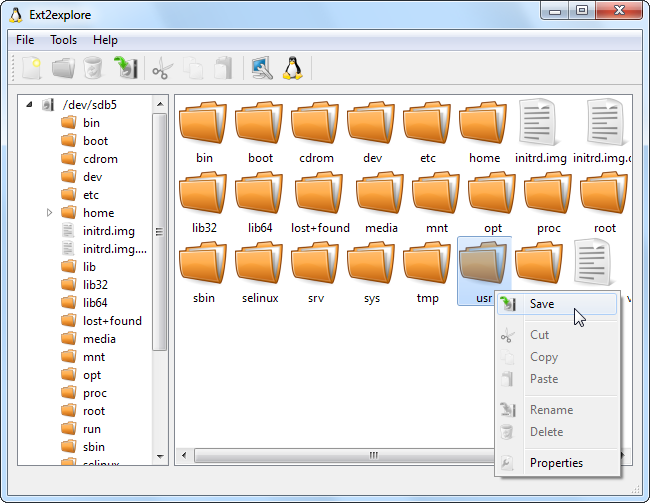 Ext2explore
File Tools Help
/dev/sdb5
bin
boot
cdrom
dev
etc
home
initrd.img
initrd.img....
lib
lib32
lib64
lost+found
media
mnt
opt
proc
root
run
sbin
selinux
bin boot cdrom dev etc home initrd.img initrd.img.
lib32 lib64 lost+found media mnt opt proc root
sbin selinux srv sys tmp usr
Save
Cut
Copy
Paste
Rename
Delete
Properties